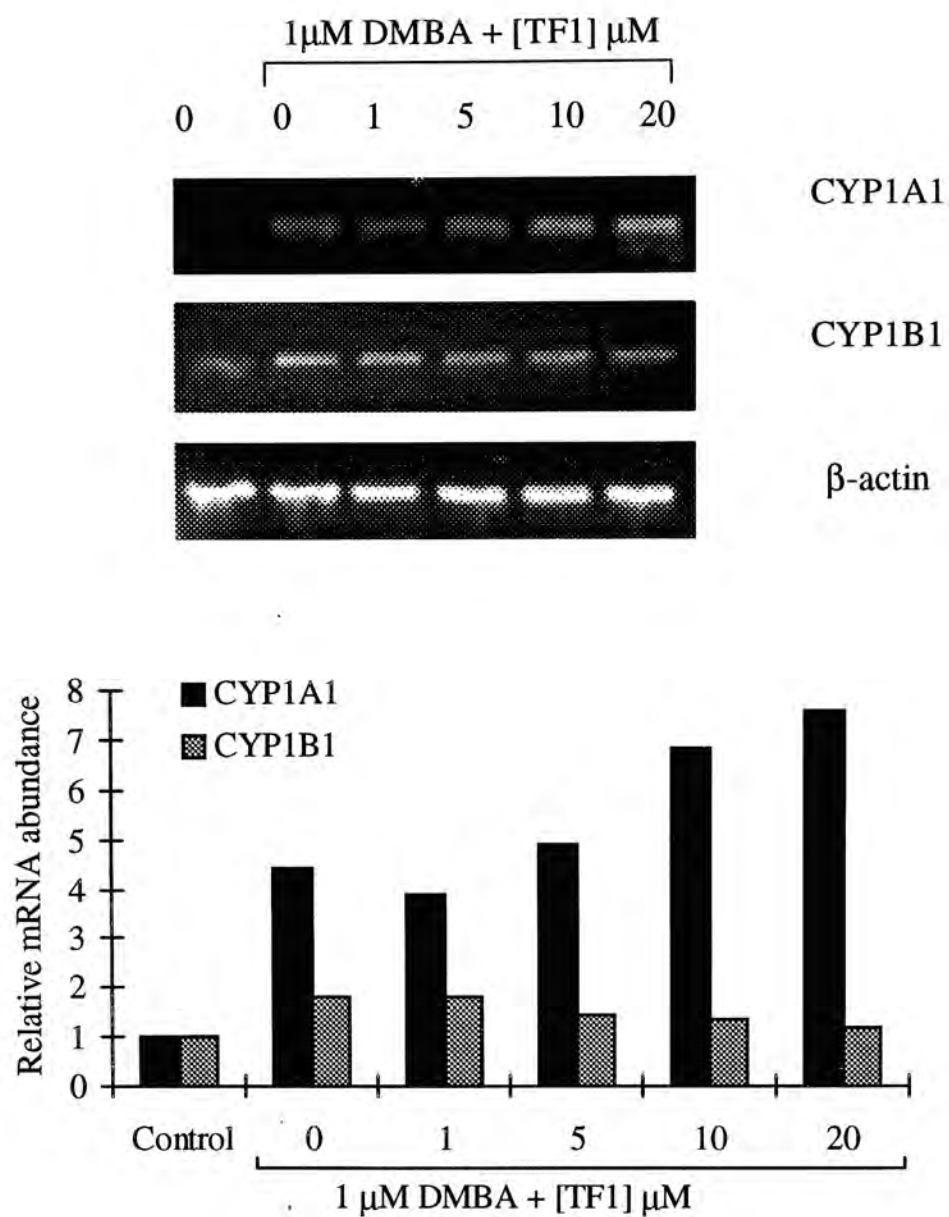 1μM DMBA + [TF1] μM
0 0 1 5 10 20
CYP1A1
CYP1B1
β-actin
8
7
6
5
4
3
2
1
0
Relative mRNA abundance
CYP1A1
CYP1B1
Control 0 1 5 10 20
1 μM DMBA + [TF1] μM